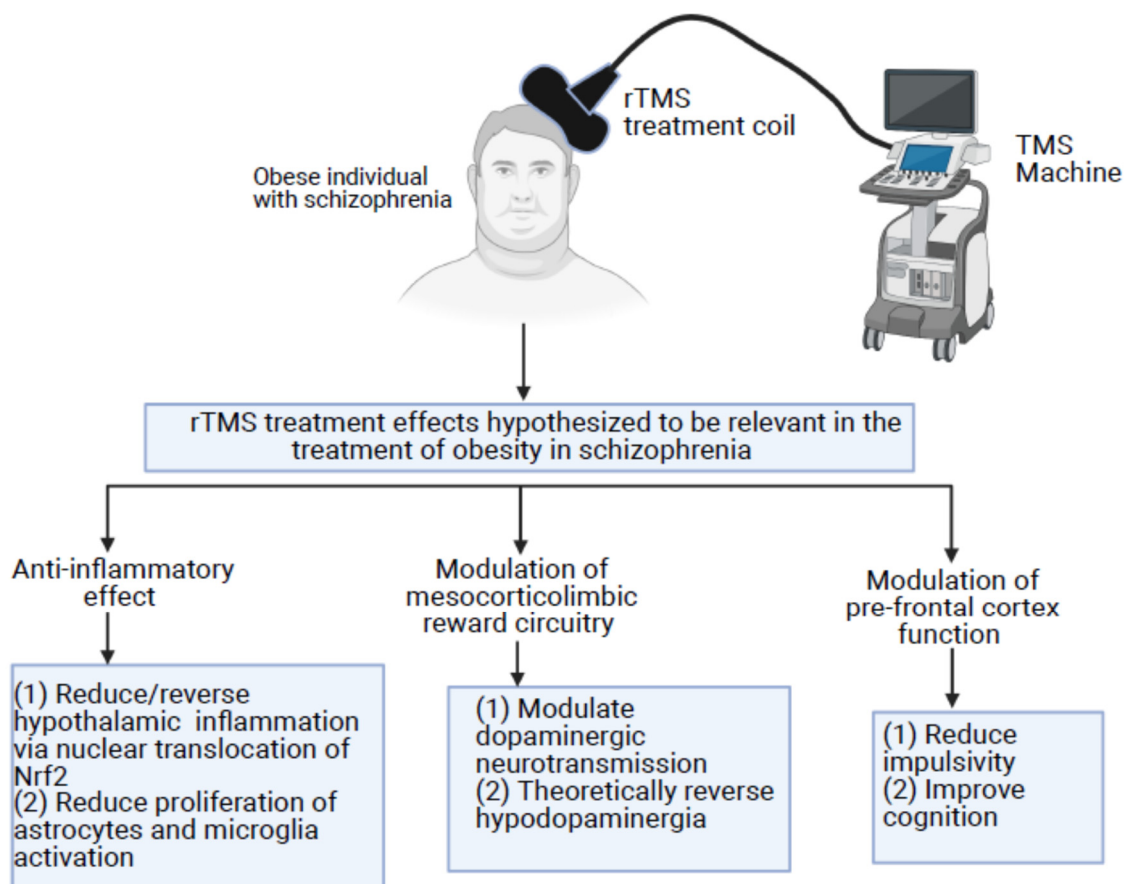 rTMS
treatment coil
TMS
Machine
Obese individual
with schizophrenia
rTMS treatment effects hypothesized to be relevant in the
treatment of obesity in schizophrenia
Anti-inflammatory
effect
(1) Reduce/reverse
hypothalamic inflammation
via nuclear translocation of
Nrf2
(2) Reduce proliferation of
astrocytes and microglia
activation
Modulation of
mesocorticolimbic
reward circuitry
(1) Modulate
dopaminergic
neurotransmission
(2) Theoretically reverse
hypodopaminergia
Modulation of
pre-frontal cortex
function
(1) Reduce
impulsivity
(2) Improve
cognition